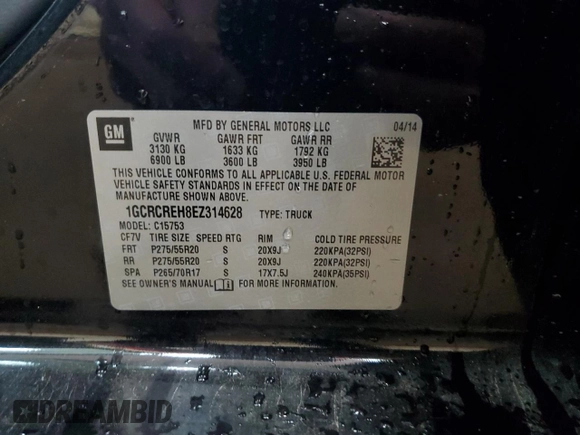 GM
MFD BY GENERAL MOTORS LLC 04/14
GVWR GAWR FRT GAWR RR
3130 KG 1633 KG 1792 KG
6900 LB 3600 LB 3950 LB
THIS VEHICLE CONFORMS TO ALL APPLICABLE U.S. FEDERAL MOTOR
VEHICLE SAFETY STANDARDS IN EFFECT ON THE DATE OF
MANUFACTURE SHOWN ABOVE.
1GCRCREH8EZ314628 TYPE: TRUCK
MODEL: C15753
CF7V TIRE SIZE SPEED RTG RIM COLD TIRE PRESSURE
FRT P275/55R20 S 20X9J 220KPA(32PSI)
RR P275/55R20 S 20X9J 220KPA(32PSI)
SPA P265/70R17 S 17X7.5J 240KPA(35PSI)
SEE OWNER'S MANUAL FOR MORE INFORMATION
DREAMBID